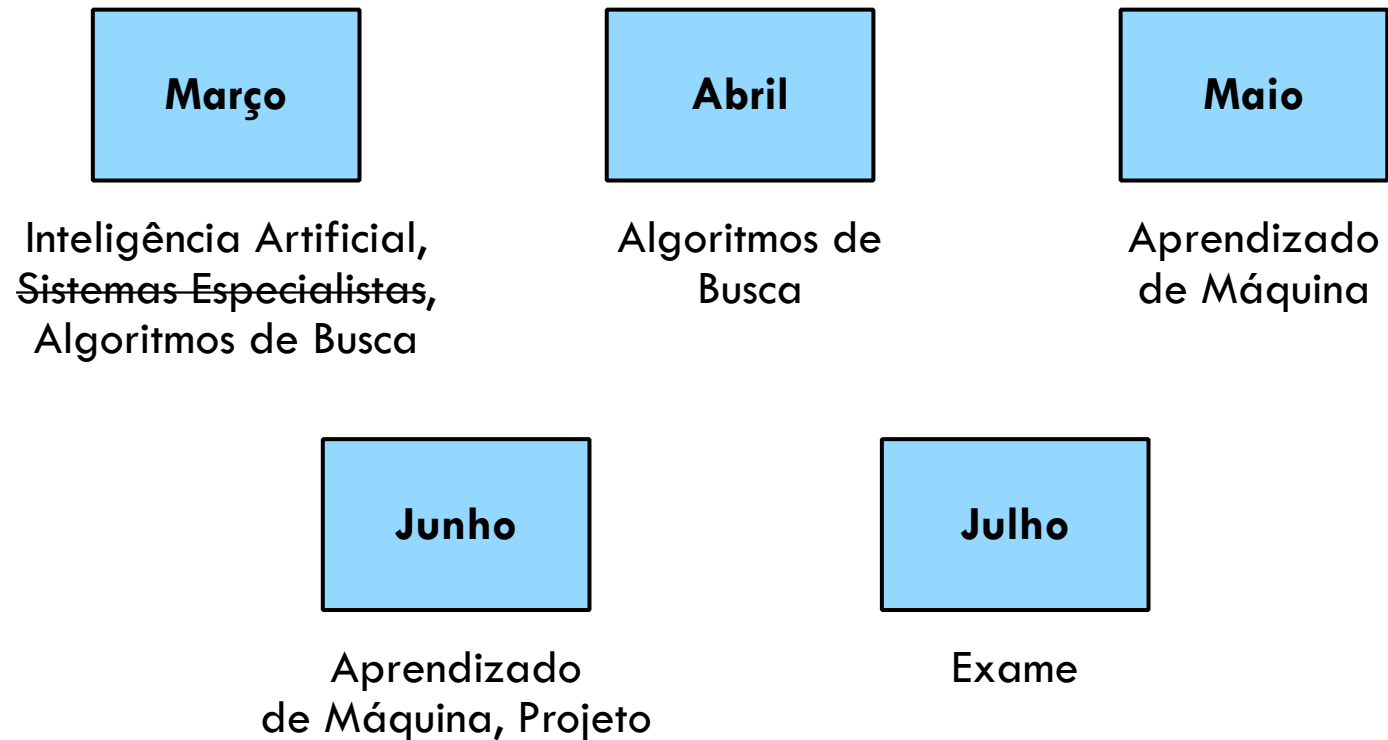 Março
Abril
Maio
Inteligência Artificial,
Sistemas Especialistas,
Algoritmos de Busca
Algoritmos de
Busca
Aprendizado
de Máquina
Junho
Julho
Aprendizado
de Máquina, Projeto
Exame